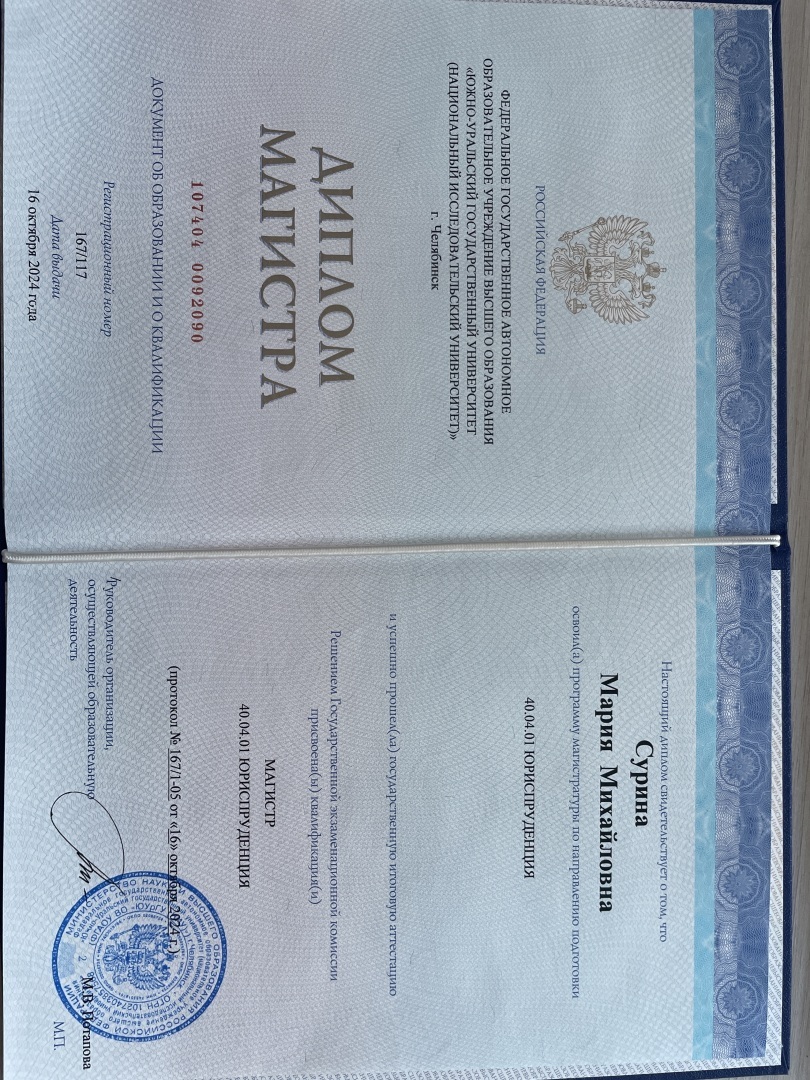 РОССИЙСКАЯ ФЕДЕРАЦИЯ
ФЕДЕРАЛЬНОЕ ГОСУДАРСТВЕННОЕ АВТОНОМНОЕ
ОБРАЗОВАТЕЛЬНОЕ УЧРЕЖДЕНИЕ ВЫСШЕГО ОБРАЗОВАНИЯ
«ЮЖНО-УРАЛЬСКИЙ ГОСУДАРСТВЕННЫЙ УНИВЕРСИТЕТ
(НАЦИОНАЛЬНЫЙ ИССЛЕДОВАТЕЛЬСКИЙ УНИВЕРСИТЕТ)»
г. Челябинск
ДИПЛОМ
МАГИСТРА
107404 0092090
ДОКУМЕНТ ОБ ОБРАЗОВАНИИ И О КВАЛИФИКАЦИИ
Регистрационный номер
167/117
Дата выдачи
16 октября 2024 года
Настоящий диплом свидетельствует о том, что
Сурина
Мария Михайловна
освоил(а) программу магистратуры по направлению подготовки
40.04.01 ЮРИСПРУДЕНЦИЯ
и успешно прошел(ла) государственную итоговую аттестацию
Решением Государственной экзаменационной комиссии
присвоена(ы) квалификация(и)
МАГИСТР
40.04.01 ЮРИСПРУДЕНЦИЯ
(протокол № 167/1-05 от «16» октября 2024 г.)
/Руководитель организации,
осуществляющей образовательную
деятельность
М.В. Потапова
М.П.